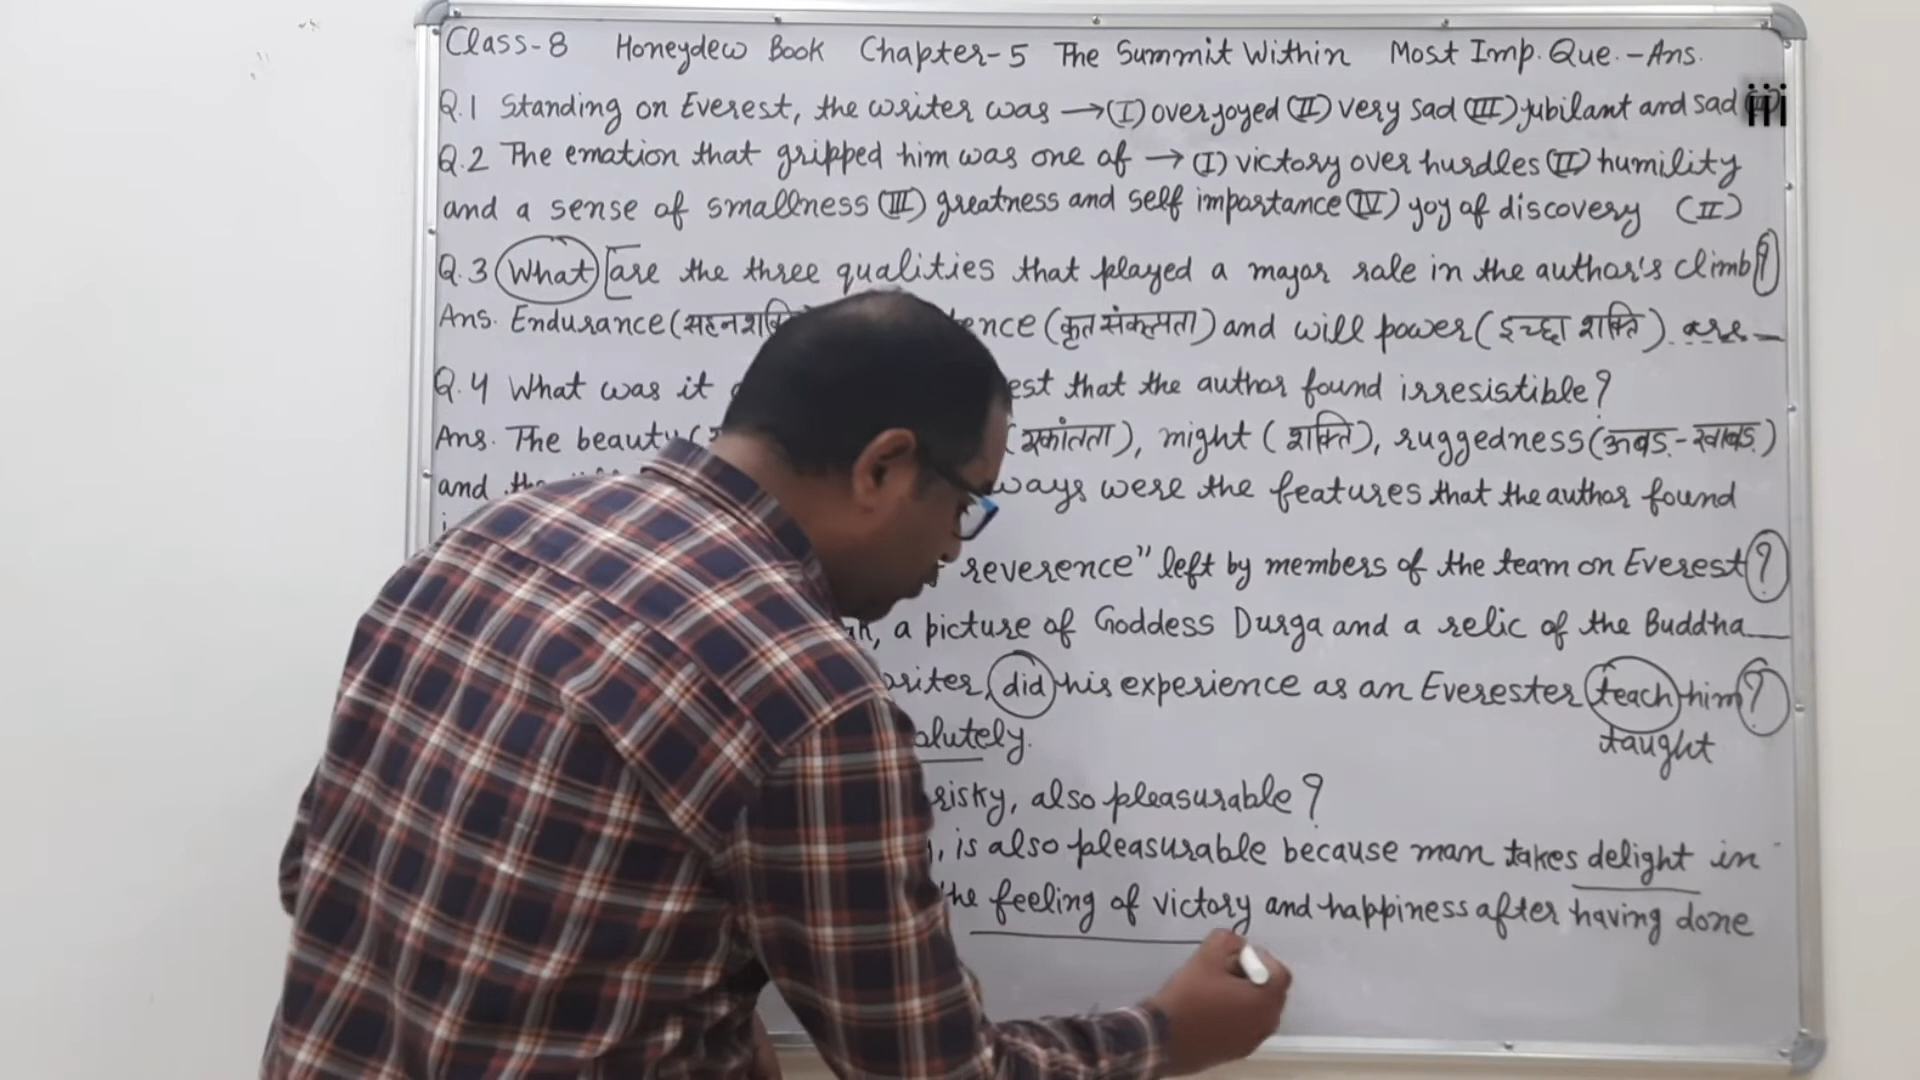 Class-8 Honeydew Book Chapter-5 The Summit Within Most Imp. Que.-Ans.
Q.1 Standing on Everest, the writer was → (I) overjoyed (II) very sad (III) jubilant and sad iii
Q.2 The emation that gripped him was one of → (I) victory over hurdles (II) humility
and a sense of smallness (III) greatness and self importance (IV) yoy of discovery (II)
Q.3 What are the three qualities that played a major role in the author's climb?
Ans. Endurance (सहनशक्ति ence (कृत संकल्पता) and will power (इच्छा शक्ति). are
Q.4 What was it est that the author found irresistible?
Ans. The beauty ( (एकांतता), might (शक्ति), ruggedness (ऊबड़-खाबड़)
and the ways were the features that the author found
reverence" left by members of the team on Everest?
, a picture of Goddess Durga and a relic of the Buddha
writer, did his experience as an Everester teach him?
olutely. taught
risky, also pleasurable?
, is also pleasurable because man takes delight in
the feeling of victory and happiness after having done